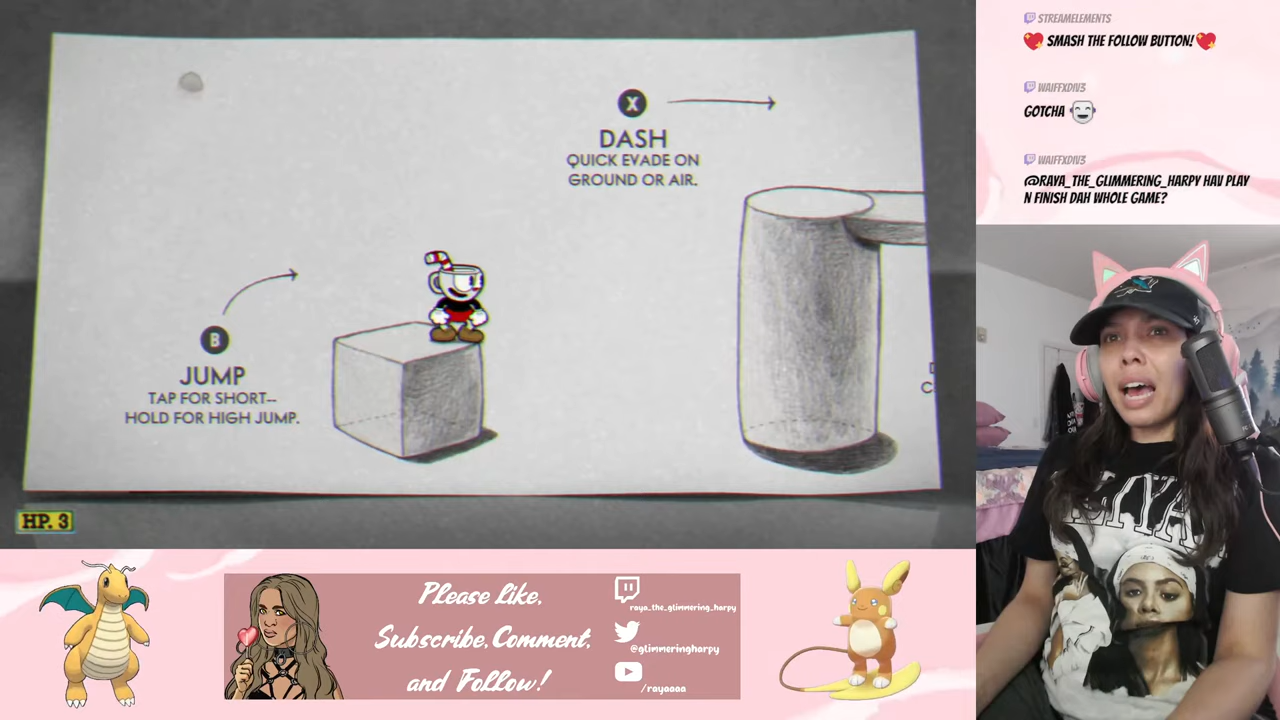 X
DASH
QUICK EVADE ON
GROUND OR AIR.
B
JUMP
TAP FOR SHORT--
HOLD FOR HIGH JUMP.
HP. 3
STREAMELEMENTS
SMASH THE FOLLOW BUTTON!
WAIFFXDIV3
GOTCHA
WAIFFXDIV3
@RAYA_THE_GLIMMERING_HARPY HAV PLAY
N FINISH DAH WHOLE GAME?
Please Like,
Subscribe, Comment,
and Follow!
raya_the_glimmering_harpy
@glimmeringharpy
/rayaaaa